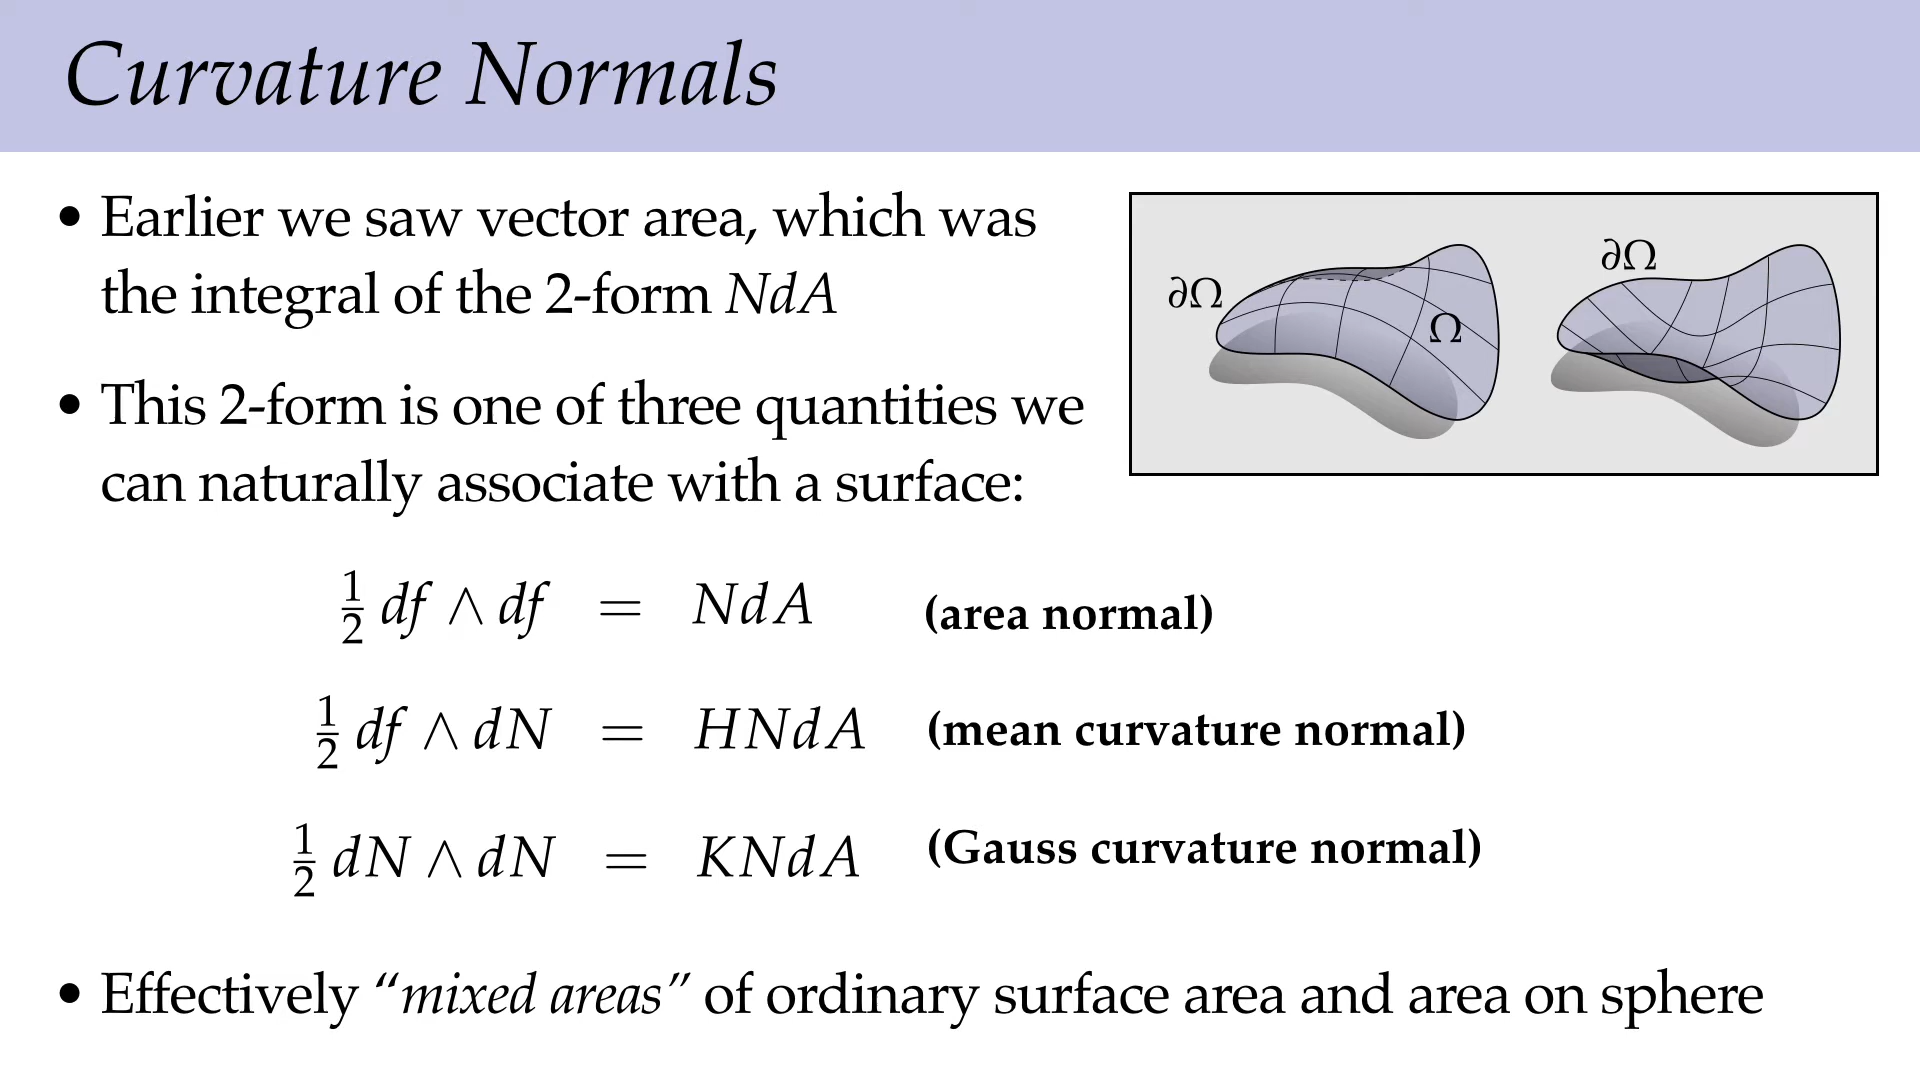 Curvature Normals
• Earlier we saw vector area, which was
the integral of the 2-form NdA
• This 2-form is one of three quantities we
can naturally associate with a surface:
∂Ω
Ω
∂Ω
½ df ∧ df = NdA (area normal)
½ df ∧ dN = HNdA (mean curvature normal)
½ dN ∧ dN = KNdA (Gauss curvature normal)
• Effectively “mixed areas” of ordinary surface area and area on sphere